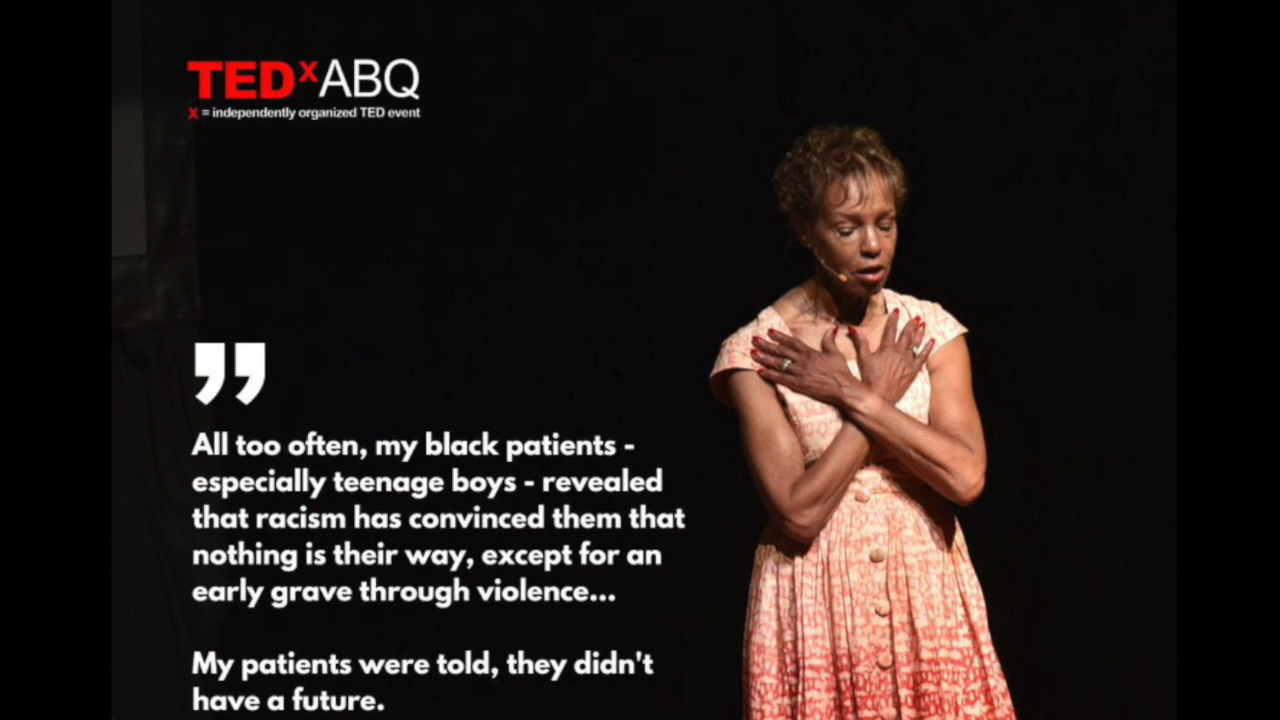 TEDxABQ
x = independently organized TED event
”
All too often, my black patients -
especially teenage boys - revealed
that racism has convinced them that
nothing is their way, except for an
early grave through violence...
My patients were told, they didn't
have a future.